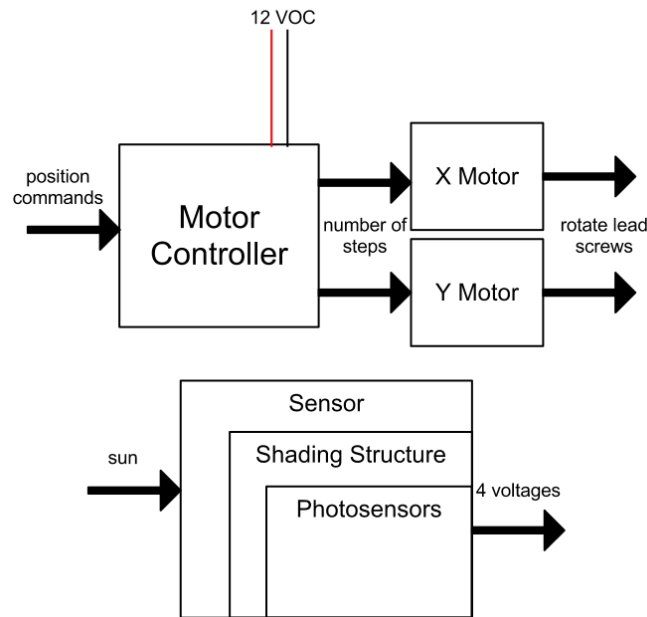 12 VOC
position
commands
Motor
Controller
number of
steps
X Motor
Y Motor
rotate lead
screws
sun
Sensor
Shading Structure
Photosensors
4 voltages